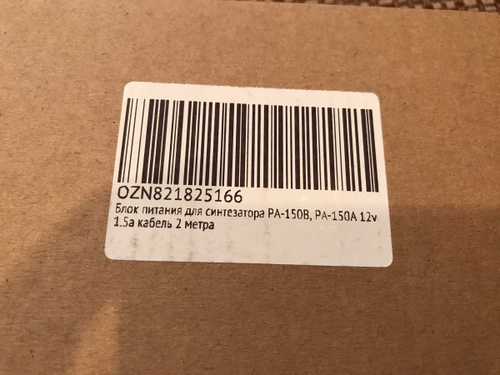 OZN821825166
Блок питания для синтезатора PA-150B, PA-150A 12v
1.5a кабель 2 метра